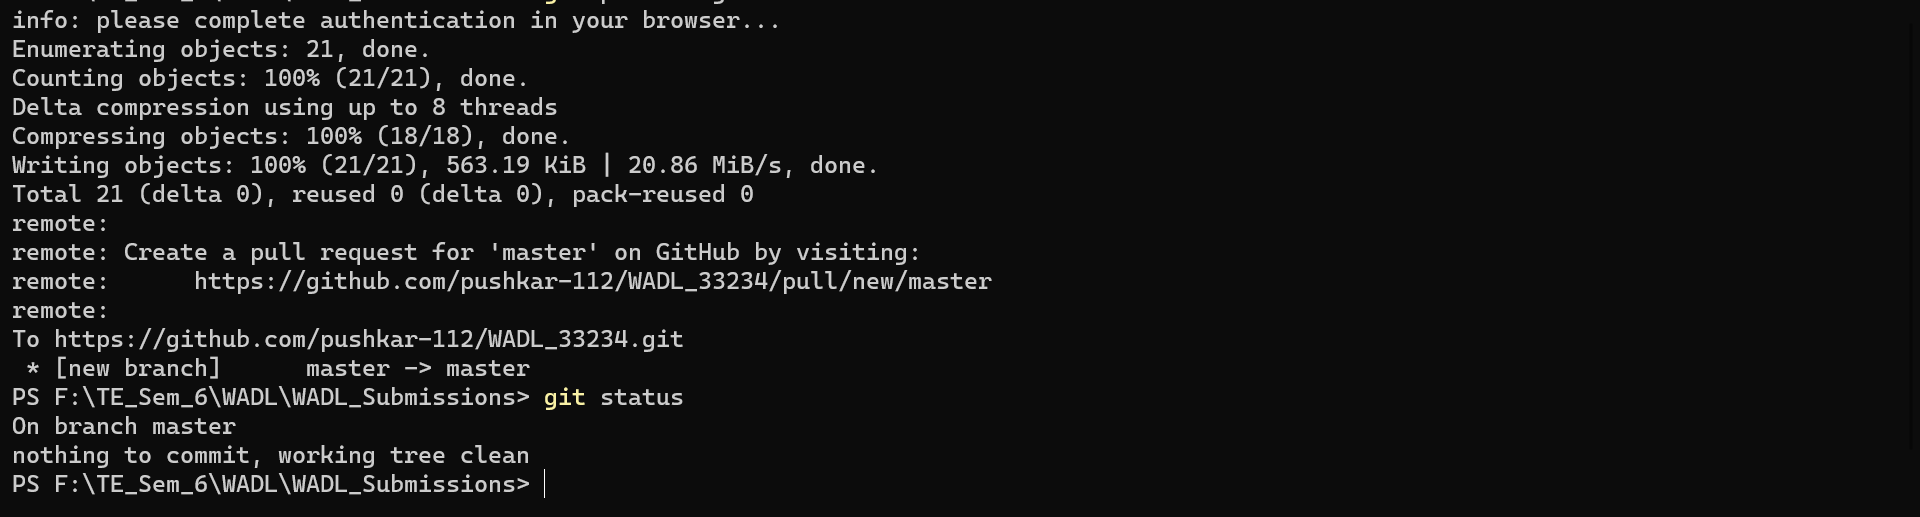 info: please complete authentication in your browser...
Enumerating objects: 21, done.
Counting objects: 100% (21/21), done.
Delta compression using up to 8 threads
Compressing objects: 100% (18/18), done.
Writing objects: 100% (21/21), 563.19 KiB | 20.86 MiB/s, done.
Total 21 (delta 0), reused 0 (delta 0), pack-reused 0
remote:
remote: Create a pull request for 'master' on GitHub by visiting:
remote:      https://github.com/pushkar-112/WADL_33234/pull/new/master
remote:
To https://github.com/pushkar-112/WADL_33234.git
 * [new branch]      master -> master
PS F:\TE_Sem_6\WADL\WADL_Submissions> git status
On branch master
nothing to commit, working tree clean
PS F:\TE_Sem_6\WADL\WADL_Submissions>